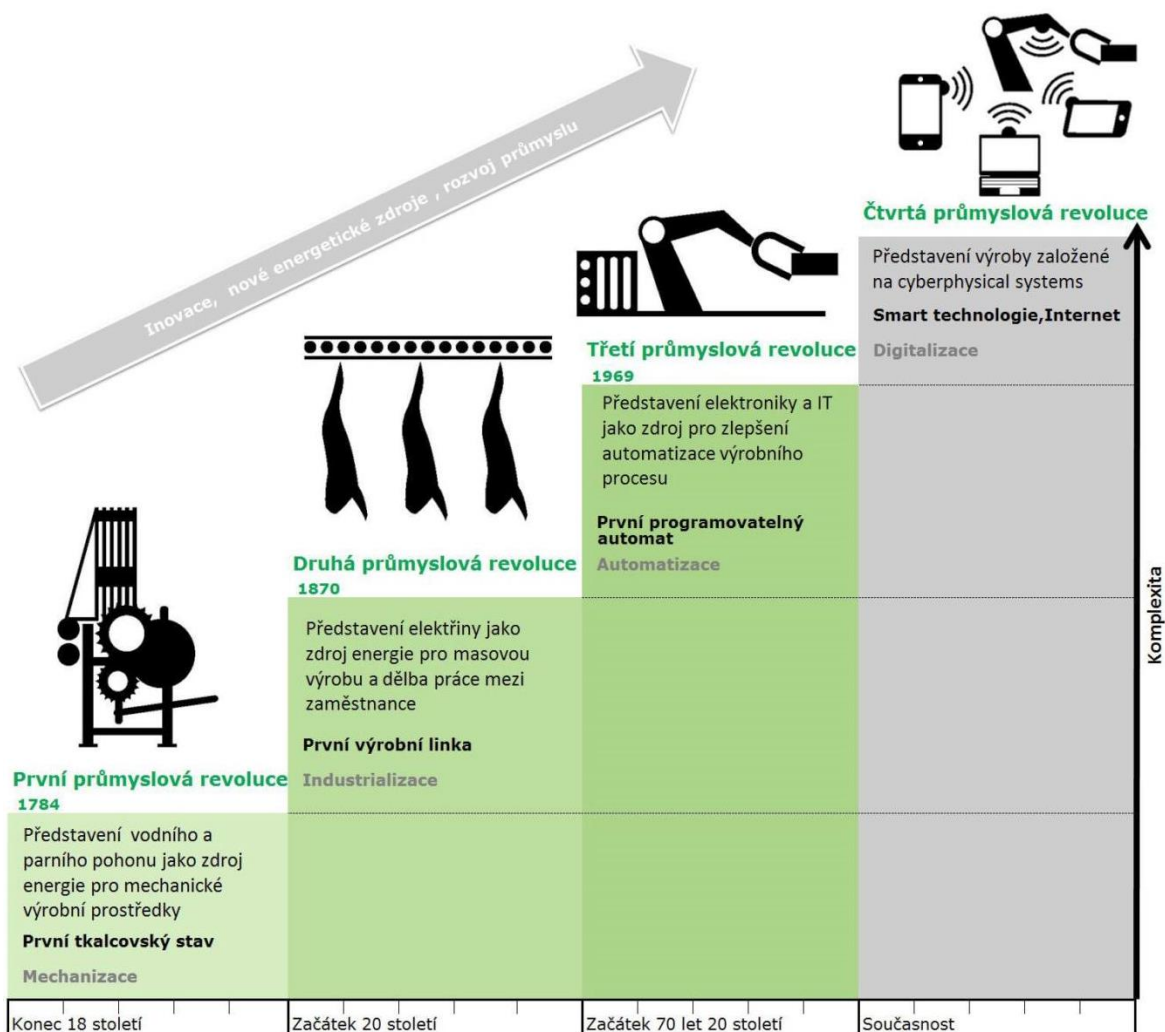 Inovace, nové energetické zdroje , rozvoj průmyslu
Čtvrtá průmyslová revoluce
Představení výroby založené
na cyberphysical systems
Smart technologie,Internet
Digitalizace
Třetí průmyslová revoluce
1969
Představení elektroniky a IT
jako zdroj pro zlepšení
automatizace výrobního
procesu
První programovatelný
automat
Automatizace
Druhá průmyslová revoluce
1870
Představení elektřiny jako
zdroj energie pro masovou
výrobu a dělba práce mezi
zaměstnance
První výrobní linka
Industrializace
První průmyslová revoluce
1784
Představení vodního a
parního pohonu jako zdroj
energie pro mechanické
výrobní prostředky
První tkalcovský stav
Mechanizace
Komplexita
Konec 18 století
Začátek 20 století
Začátek 70 let 20 století
Současnost